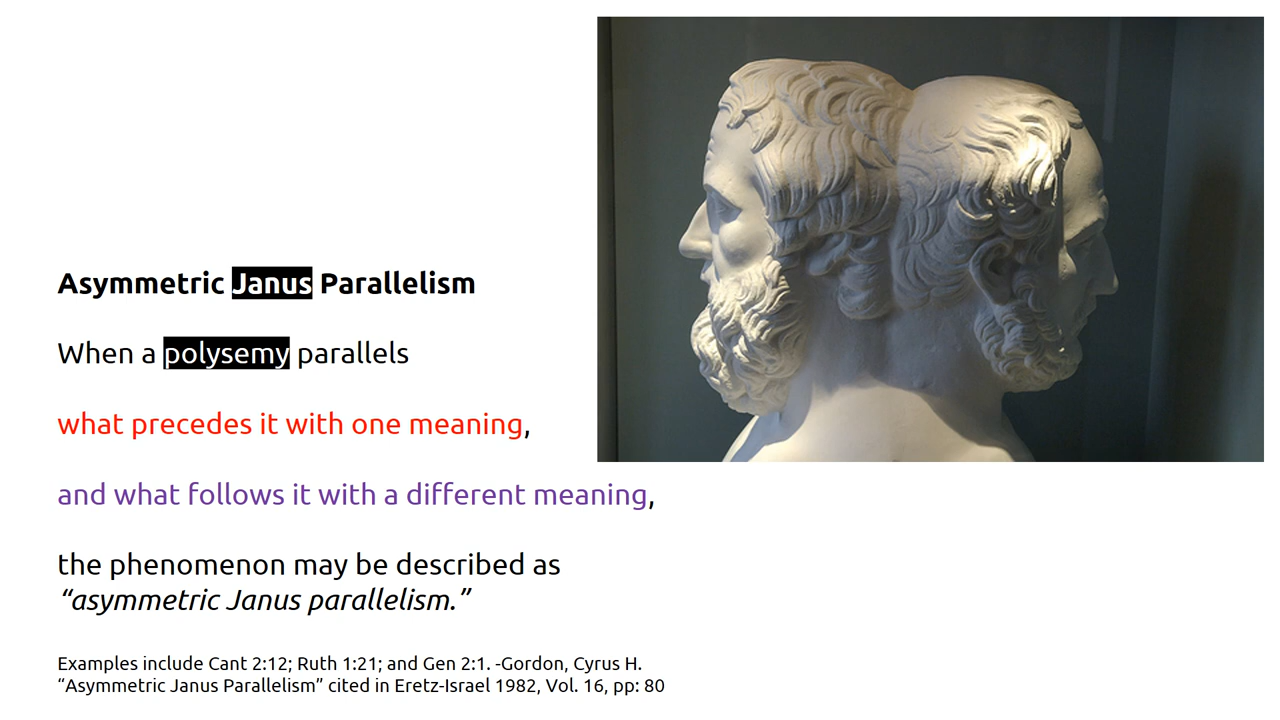 Asymmetric Janus Parallelism
When a polysemy parallels
what precedes it with one meaning,
and what follows it with a different meaning,
the phenomenon may be described as
“asymmetric Janus parallelism.”
Examples include Cant 2:12; Ruth 1:21; and Gen 2:1. -Gordon, Cyrus H.
“Asymmetric Janus Parallelism” cited in Eretz-Israel 1982, Vol. 16, pp: 80